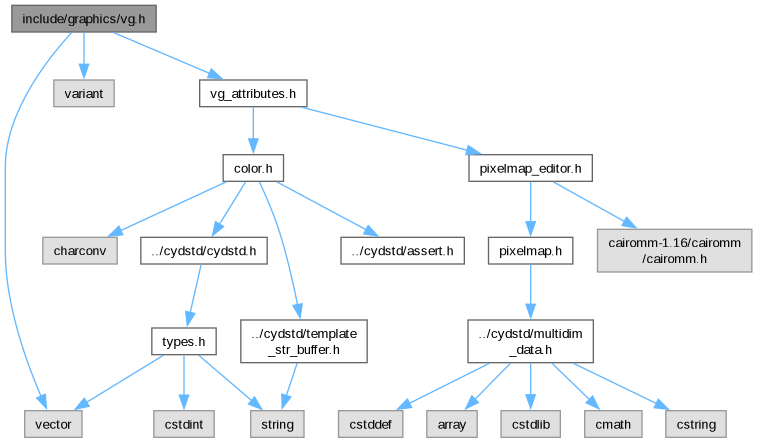 include/graphics/vg.h
variant
vg_attributes.h
color.h
pixelmap_editor.h
charconv
../cydstd/cydstd.h
../cydstd/assert.h
pixelmap.h
cairomm-1.16/cairomm
/cairomm.h
types.h
../cydstd/template
_str_buffer.h
../cydstd/multidim
_data.h
vector
cstdint
string
cstddef
array
cstdlib
cmath
cstring